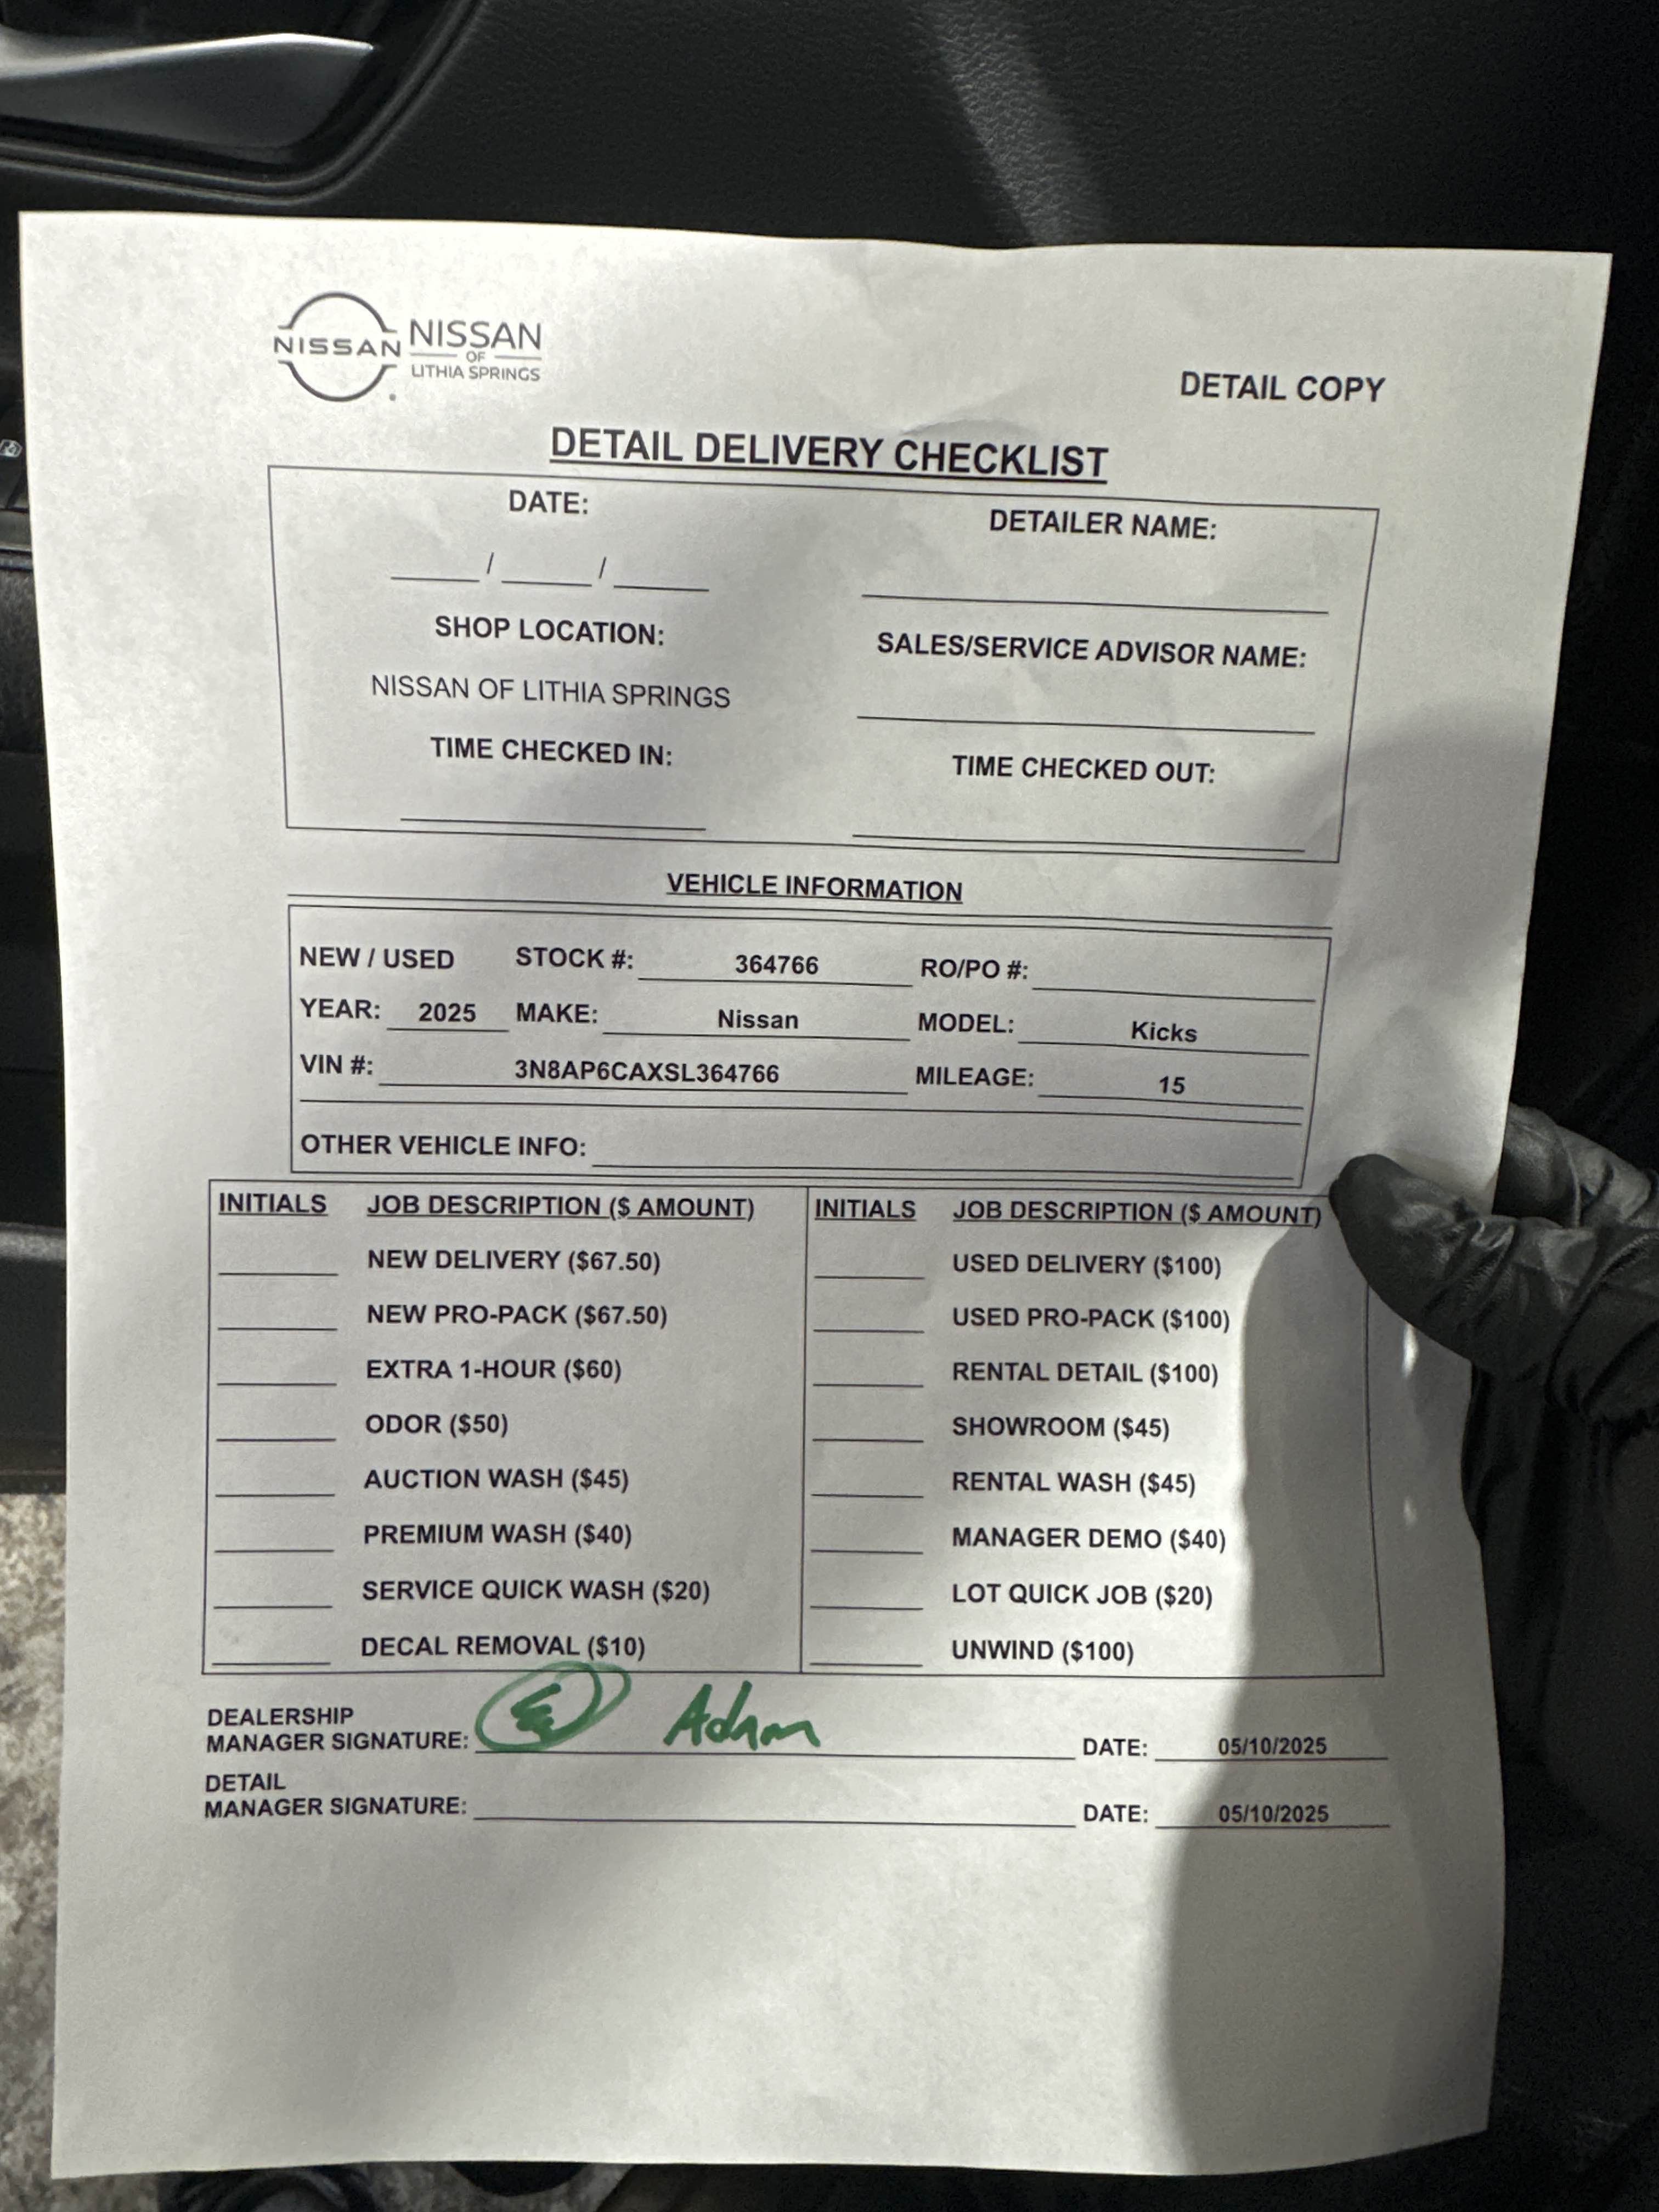 NISSAN
NISSAN
OF
LITHIA SPRINGS
DETAIL COPY
DETAIL DELIVERY CHECKLIST
DATE:
DETAILER NAME:
____ / ____ / ____
SHOP LOCATION:
SALES/SERVICE ADVISOR NAME:
NISSAN OF LITHIA SPRINGS
TIME CHECKED IN:
TIME CHECKED OUT:
VEHICLE INFORMATION
NEW / USED STOCK #: 364766 RO/PO #:
YEAR: 2025 MAKE: Nissan MODEL: Kicks
VIN #: 3N8AP6CAXSL364766 MILEAGE: 15
OTHER VEHICLE INFO:
INITIALS JOB DESCRIPTION ($ AMOUNT) INITIALS JOB DESCRIPTION ($ AMOUNT)
NEW DELIVERY ($67.50) USED DELIVERY ($100)
NEW PRO-PACK ($67.50) USED PRO-PACK ($100)
EXTRA 1-HOUR ($60) RENTAL DETAIL ($100)
ODOR ($50) SHOWROOM ($45)
AUCTION WASH ($45) RENTAL WASH ($45)
PREMIUM WASH ($40) MANAGER DEMO ($40)
SERVICE QUICK WASH ($20) LOT QUICK JOB ($20)
DECAL REMOVAL ($10) UNWIND ($100)
DEALERSHIP
MANAGER SIGNATURE: Adam DATE: 05/10/2025
DETAIL
MANAGER SIGNATURE: DATE: 05/10/2025